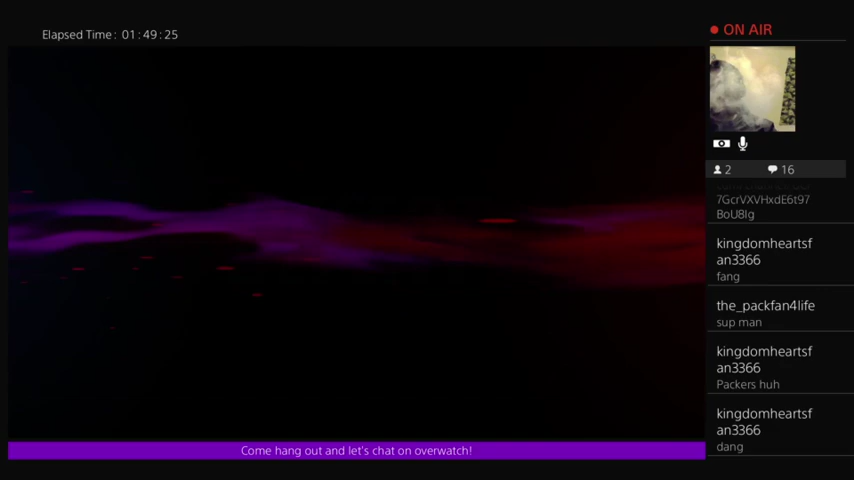 Elapsed Time: 01:49:25
ON AIR
2
16
7GcrVXVHxdE6t97
BoU8Ig
kingdomheartsf
an3366
fang
the_packfan4life
sup man
kingdomheartsf
an3366
Packers huh
kingdomheartsf
an3366
dang
Come hang out and let's chat on overwatch!